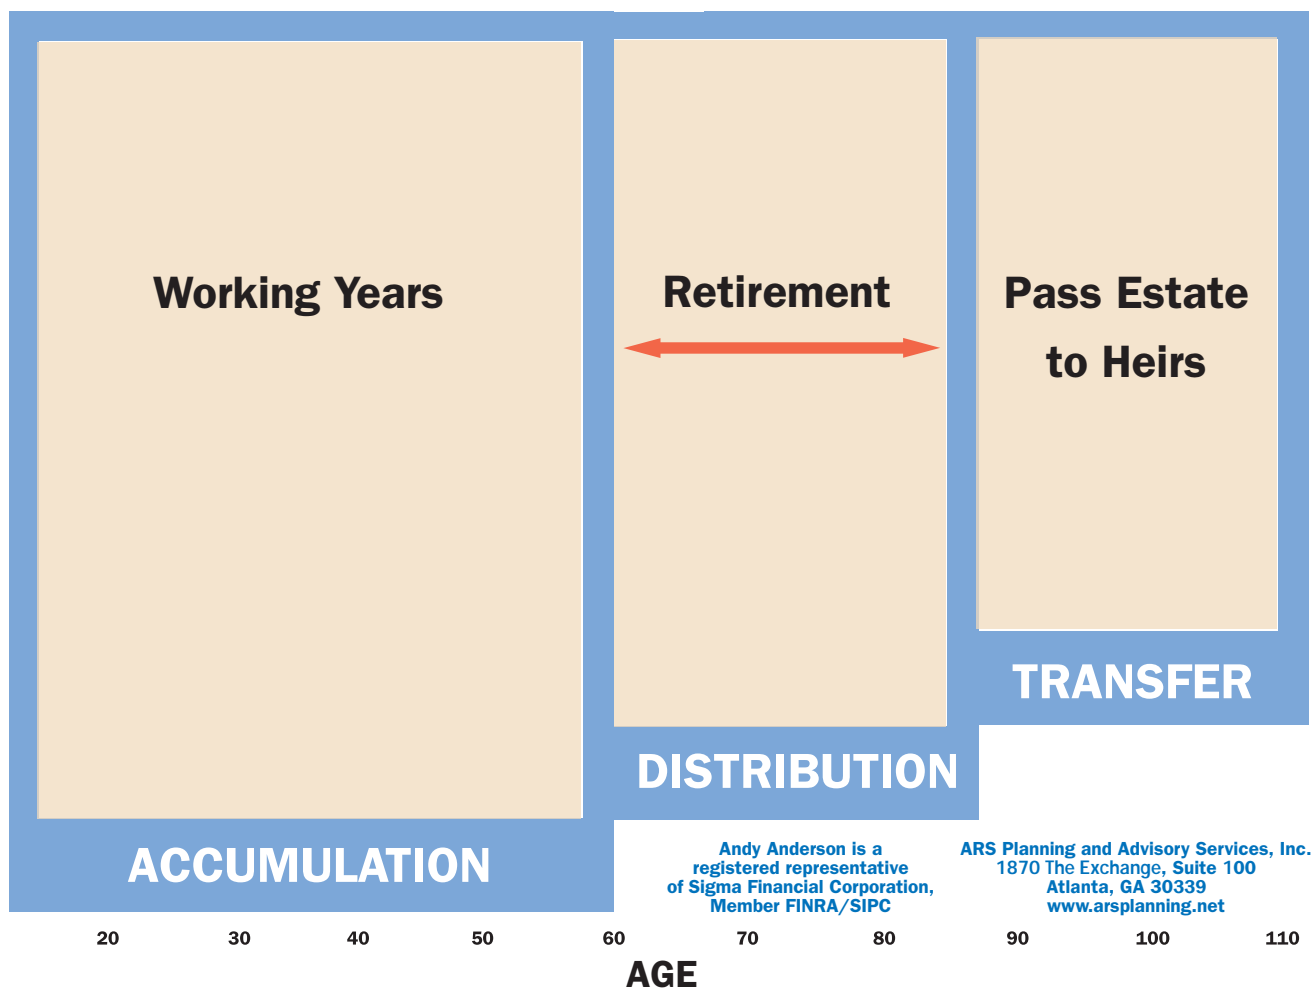 Working Years
Retirement
Pass Estate
to Heirs
TRANSFER
DISTRIBUTION
ACCUMULATION
Andy Anderson is a
registered representative
of Sigma Financial Corporation,
Member FINRA/SIPC
ARS Planning and Advisory Services, Inc.
1870 The Exchange, Suite 100
Atlanta, GA 30339
www.arsplanning.net
20 30 40 50 60 70 80 90 100 110
AGE